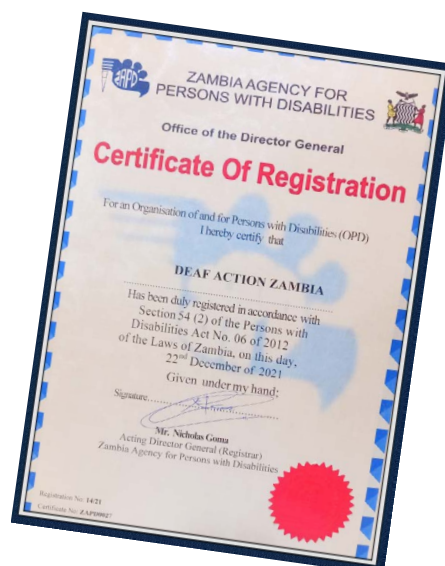 ZAPD
ZAMBIA AGENCY FOR
PERSONS WITH DISABILITIES
Office of the Director General
Certificate Of Registration
For an Organisation of and for Persons with Disabilities (OPD)
I hereby certify that
DEAF ACTION ZAMBIA
Has been duly registered in accordance with
Section 54 (2) of the Persons with
Disabilities Act No. 06 of 2012
of the Laws of Zambia, on this day,
22nd December of 2021
Given under my hand:
Signature
Mr. Nicholas Goma
Acting Director General (Registrar)
Zambia Agency for Persons with Disabilities
Registration No: 14/21
Certificate No: ZAPD0027